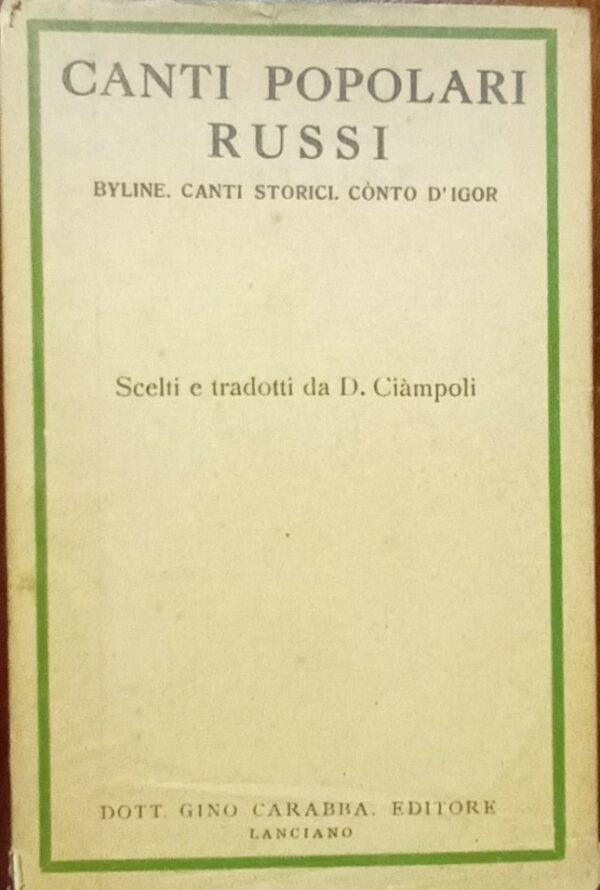 CANTI POPOLARI
RUSSI
BYLINE. CANTI STORICI. CÒNTO D'IGOR
Scelti e tradotti da D. Ciàmpoli
DOTT. GINO CARABBA, EDITORE
LANCIANO